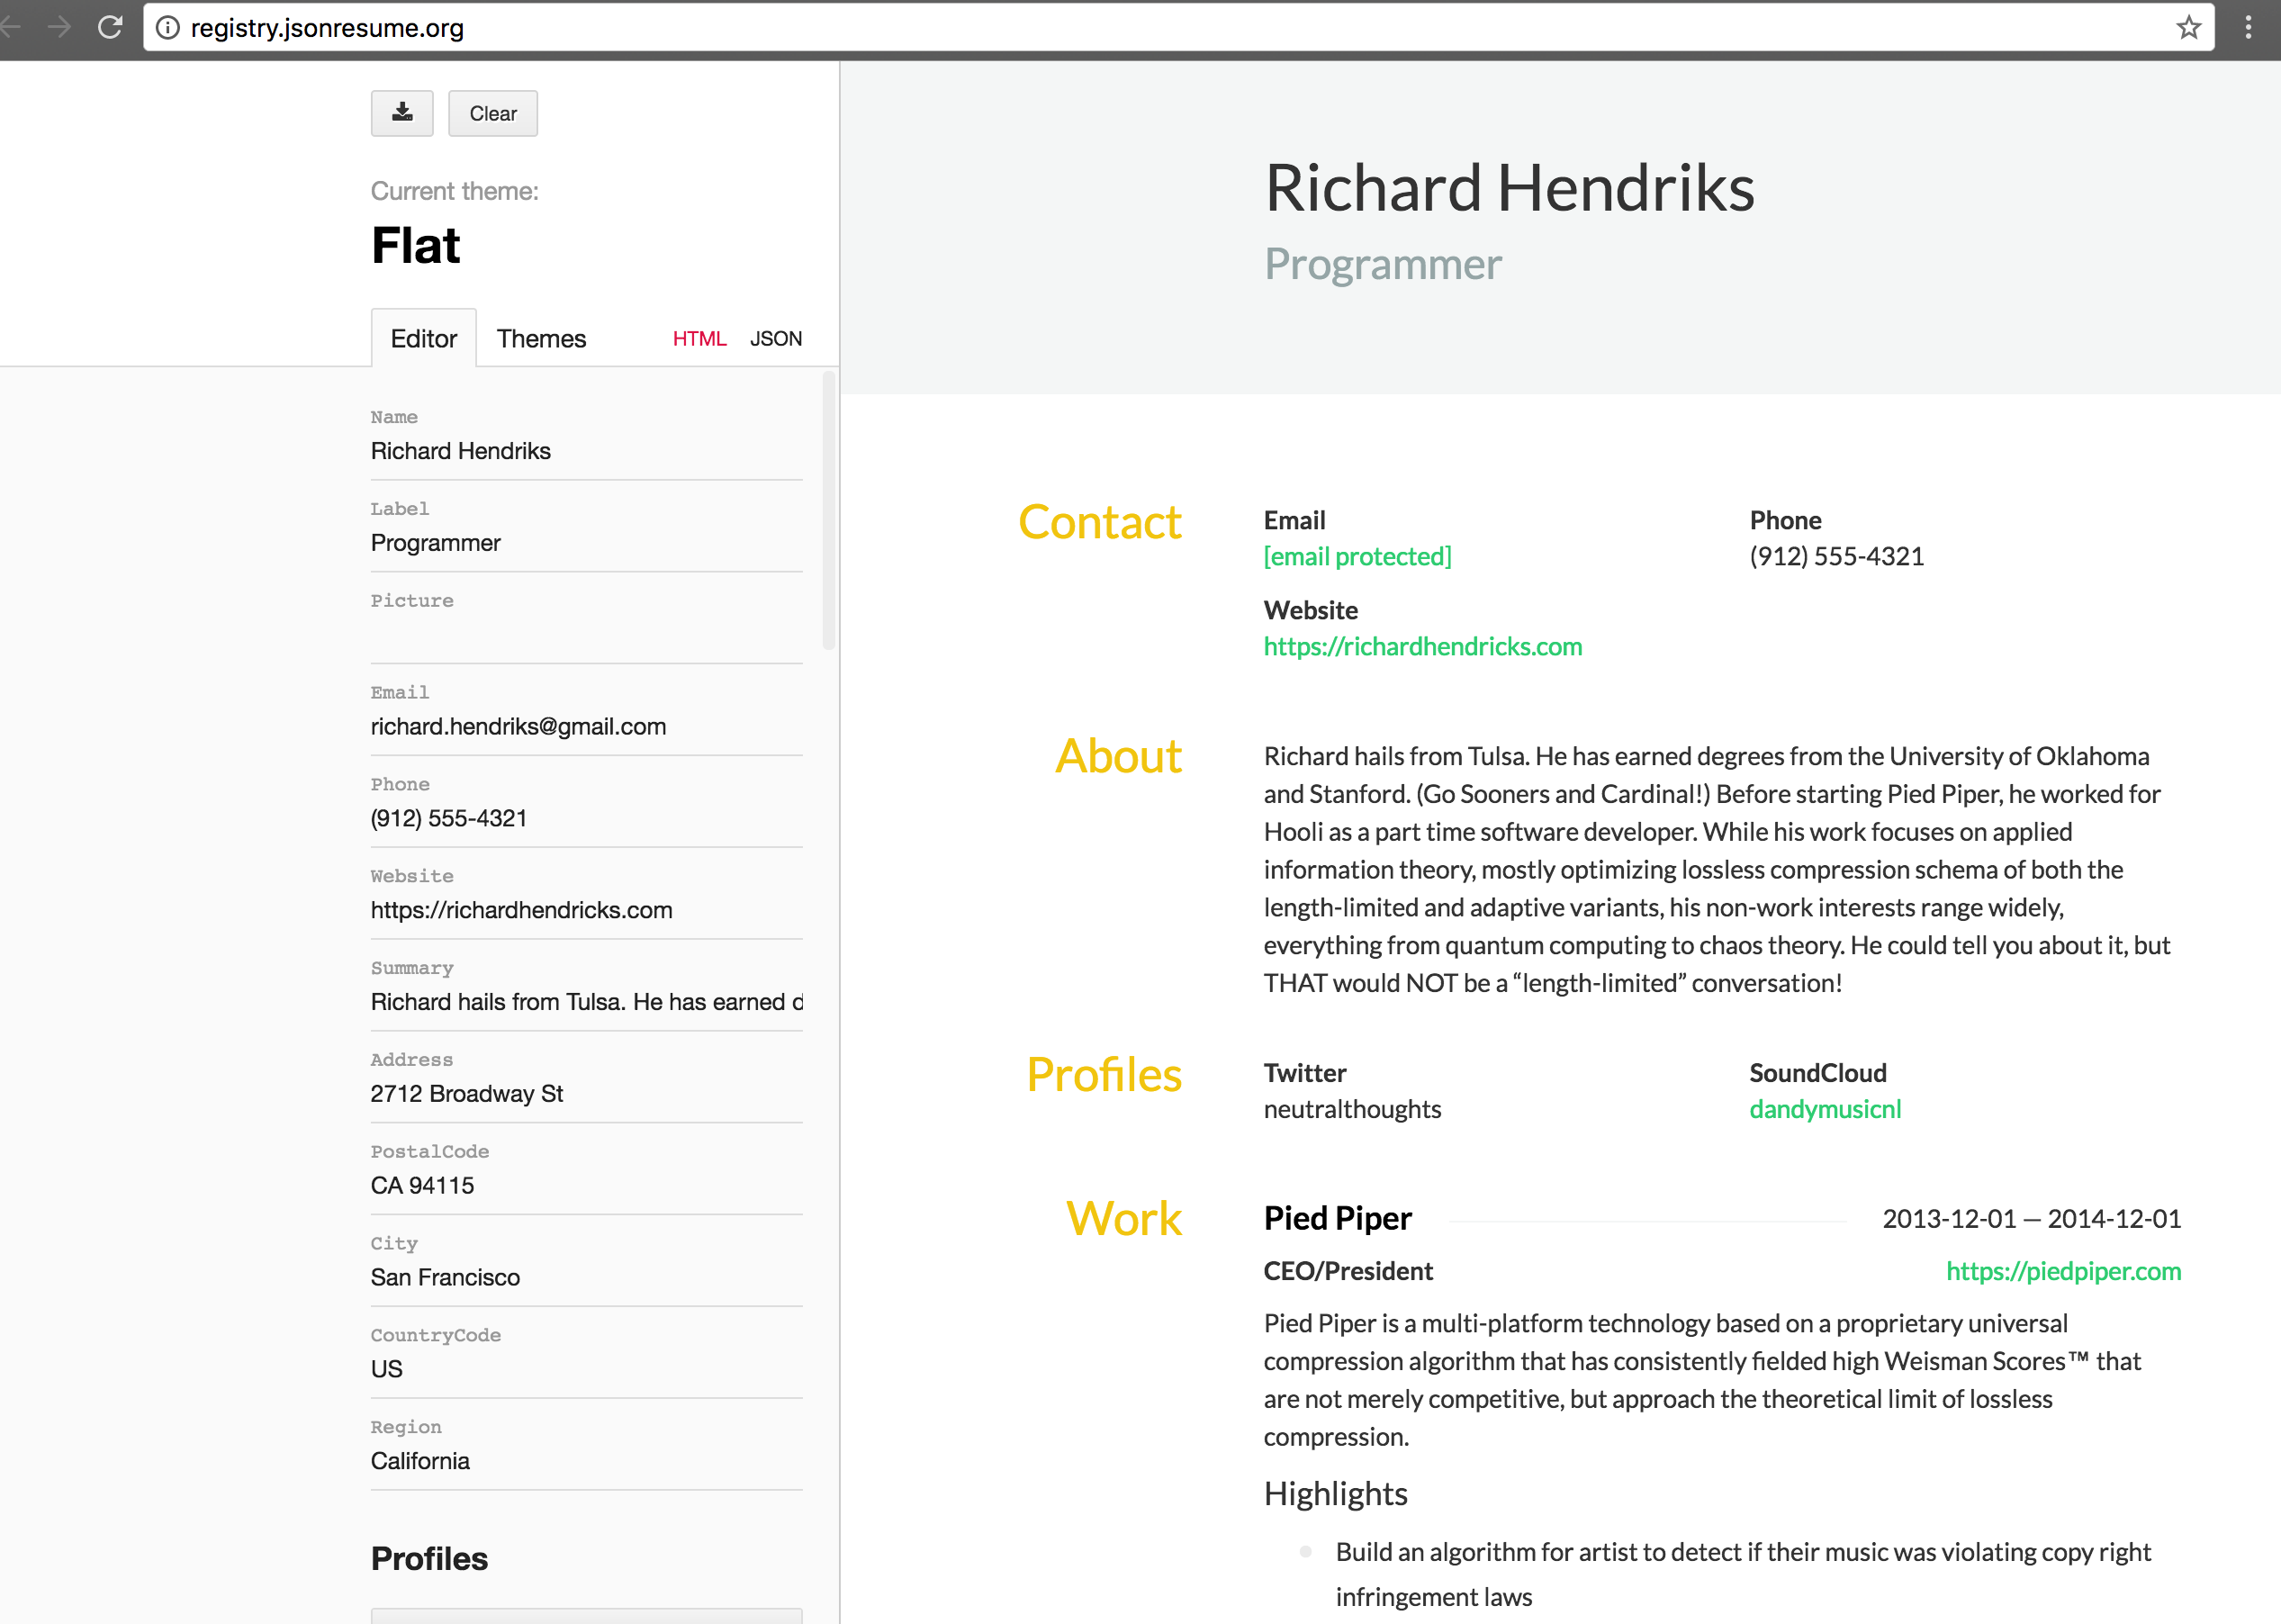 registry.jsonresume.org
Clear
Current theme:
Flat
Editor
Themes
HTML
JSON
Name
Richard Hendriks
Label
Programmer
Picture
Email
richard.hendriks@gmail.com
Phone
(912) 555-4321
Website
https://richardhendricks.com
Summary
Richard hails from Tulsa. He has earned d
Address
2712 Broadway St
PostalCode
CA 94115
City
San Francisco
CountryCode
US
Region
California
Profiles
Richard Hendriks
Programmer
Contact
Email
[email protected]
Phone
(912) 555-4321
Website
https://richardhendricks.com
About
Richard hails from Tulsa. He has earned degrees from the University of Oklahoma
and Stanford. (Go Sooners and Cardinal!) Before starting Pied Piper, he worked for
Hooli as a part time software developer. While his work focuses on applied
information theory, mostly optimizing lossless compression schema of both the
length-limited and adaptive variants, his non-work interests range widely,
everything from quantum computing to chaos theory. He could tell you about it, but
THAT would NOT be a “length-limited” conversation!
Profiles
Twitter
neutralthoughts
SoundCloud
dandymusicnl
Work
Pied Piper
2013-12-01 — 2014-12-01
CEO/President
https://piedpiper.com
Pied Piper is a multi-platform technology based on a proprietary universal
compression algorithm that has consistently fielded high Weisman Scores™ that
are not merely competitive, but approach the theoretical limit of lossless
compression.
Highlights
Build an algorithm for artist to detect if their music was violating copy right
infringement laws